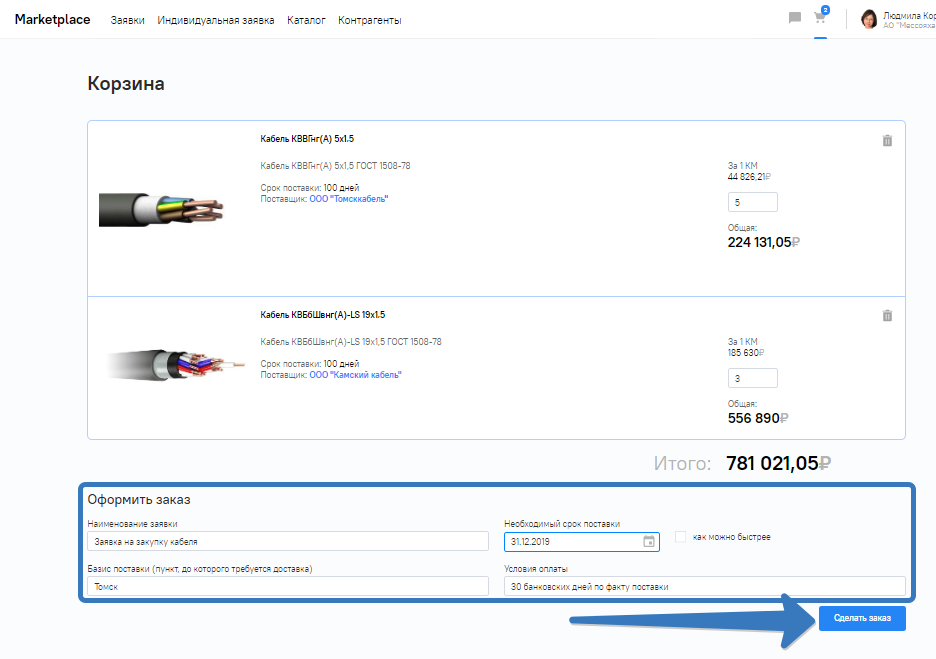 Marketplace Заявки Индивидуальная заявка Каталог Контрагенты 2 Людмила Кор
АО "Мессояха
Корзина
Кабель КВВГнг(А) 5х1.5
Кабель КВВГнг(А) 5х1,5 ГОСТ 1508-78
За 1 КМ
44 826,21₽
Срок поставки: 100 дней
Поставщик: ООО "Томсккабель"
5
Общая:
224 131,05₽
Кабель КВБбШвнг(А)-LS 19х1.5
Кабель КВБбШвнг(А)-LS 19х1,5 ГОСТ 1508-78
За 1 КМ
185 630₽
Срок поставки: 100 дней
Поставщик: ООО "Камский кабель"
3
Общая:
556 890₽
Итого: 781 021,05₽
Оформить заказ
Наименование заявки
Заявка на закупку кабеля
Необходимый срок поставки
31.12.2019
как можно быстрее
Базис поставки (пункт, до которого требуется доставка)
Томск
Условия оплаты
30 банковских дней по факту поставки
Сделать заказ